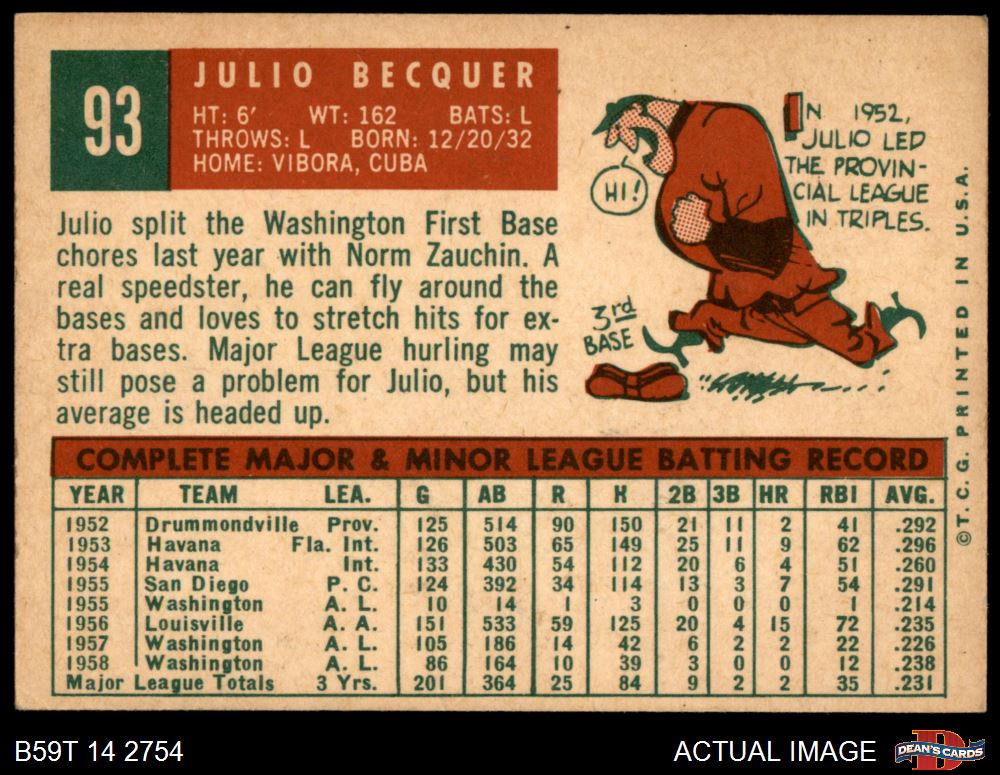 93
JULIO BECQUER
HT: 6' WT: 162 BATS: L
THROWS: L BORN: 12/20/32
HOME: VIBORA, CUBA
Julio split the Washington First Base
chores last year with Norm Zauchin. A
real speedster, he can fly around the
bases and loves to stretch hits for ex-
tra bases. Major League hurling may
still pose a problem for Julio, but his
average is headed up.
IN 1952,
JULIO LED
THE PROVIN-
CIAL LEAGUE
IN TRIPLES.
HI!
3rd
BASE
COMPLETE MAJOR & MINOR LEAGUE BATTING RECORD
YEAR TEAM LEA. G AB R H 2B 3B HR RBI AVG.
1952 Drummondville Prov. 125 514 90 150 21 11 2 41 .292
1953 Havana Fla. Int. 126 503 65 149 25 11 9 62 .296
1954 Havana Int. 133 430 54 112 20 6 4 51 .260
1955 San Diego P. C. 124 392 34 114 13 3 7 54 .291
1955 Washington A. L. 10 14 1 3 0 0 0 1 .214
1956 Louisville A. A. 151 533 59 125 20 4 15 72 .235
1957 Washington A. L. 105 186 14 42 6 2 2 22 .226
1958 Washington A. L. 86 164 10 39 3 0 0 12 .238
Major League Totals 3 Yrs. 201 364 25 84 9 2 2 35 .231
©T. C. G. PRINTED IN U. S. A.
B59T 14 2754
ACTUAL IMAGE
D
DEAN'S CARDS